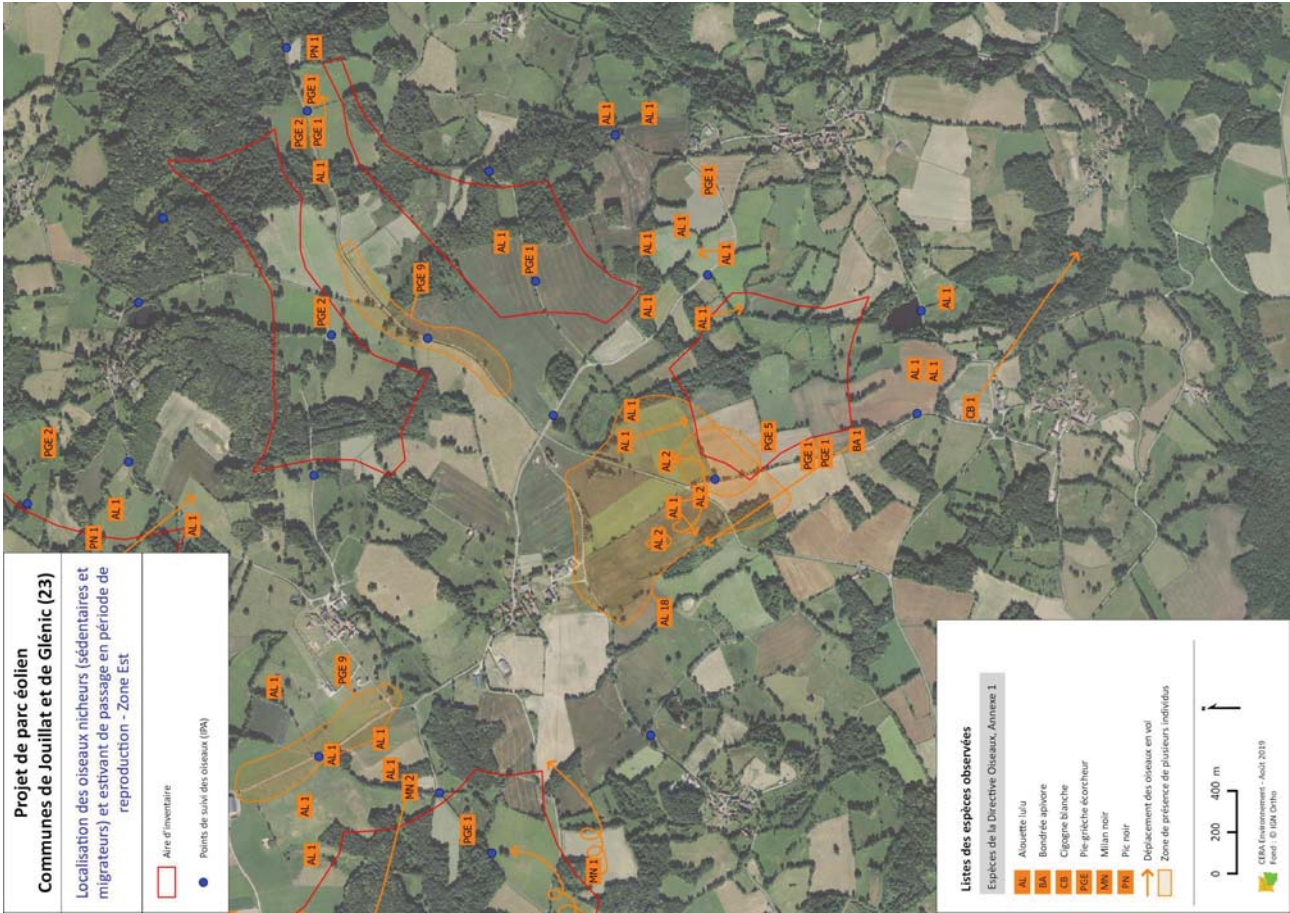 Projet de parc éolien
Communes de Jouillat et de Glénic (23)
Localisation des oiseaux nicheurs (sédentaires et
migrateurs) et estivant de passage en période de
reproduction - Zone Est
Aire d'inventaire
Points de suivi des oiseaux (IPA)
PN 1
AL 1
AL 1
PGE 2
PGE 2
PGE 1
PGE 1
PN 1
AL 1
PGE 2
PGE 9
AL 1
PGE 1
AL 1
AL 1
AL 1
PGE 9
AL 1
AL 1
AL 1
AL 1
MN 2
AL 1
PGE 1
MN 1
AL 1
AL 1
AL 1
AL 1
PGE 1
AL 1
AL 1
AL 1
AL 1
AL 2
AL 1
AL 2
AL 2
AL 18
PGE 5
PGE 1
PGE 1
BA 1
AL 1
AL 1
AL 1
CB 1
Listes des espèces observées
Espèces de la Directive Oiseaux, Annexe 1
AL Alouette lulu
BA Bondrée apivore
CB Cigogne blanche
PGE Pie-grièche écorcheur
MN Milan noir
PN Pic noir
Déplacement des oiseaux en vol
Zone de présence de plusieurs individus
0 200 400 m
N
CERA Environnement - Août 2019
Fond : © IGN Ortho